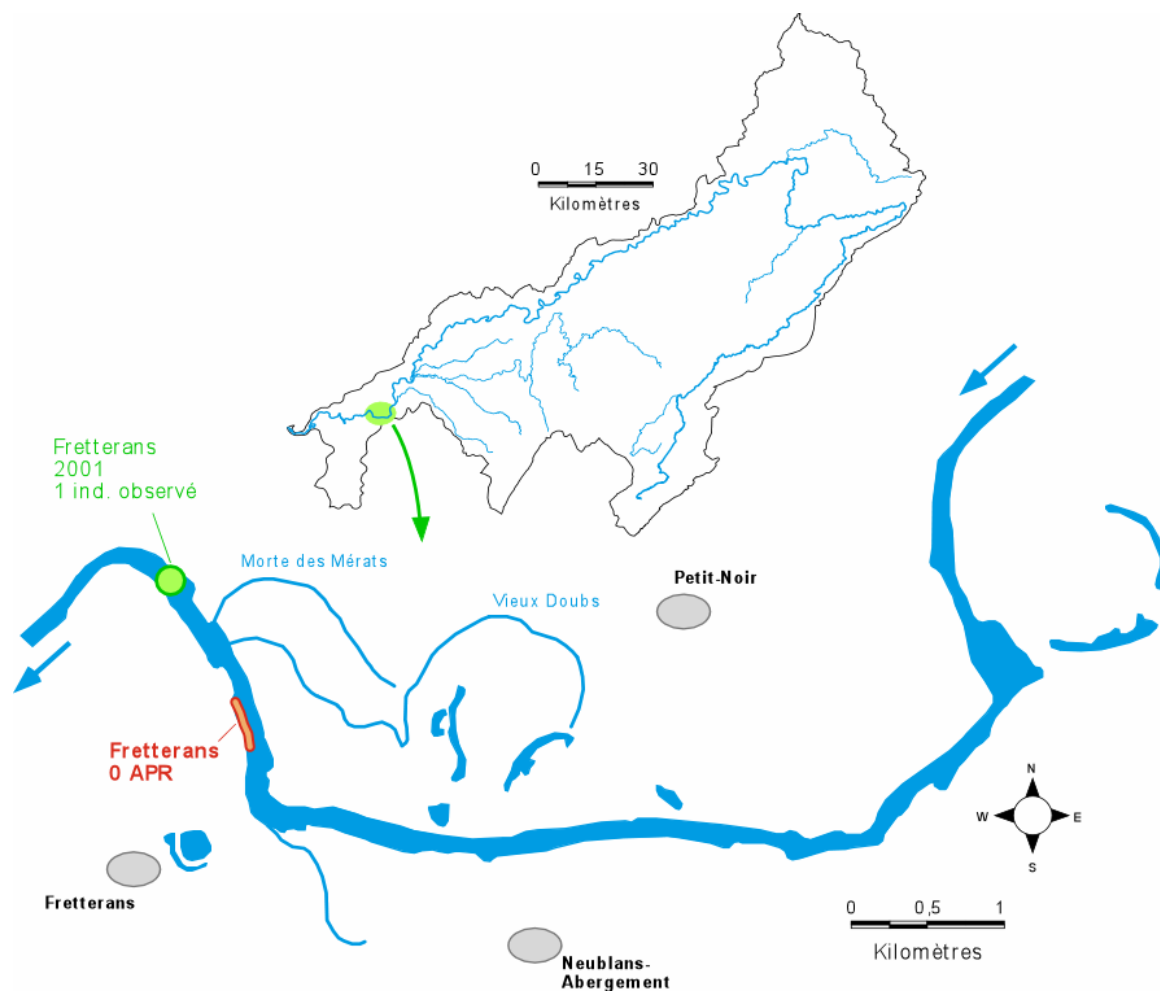 0 15 30
Kilomètres
Fretterans
2001
1 ind. observé
Morte des Mérats
Vieux Doubs
Petit-Noir
Fretterans
0 APR
N
W E
S
Fretterans
0 0,5 1
Kilomètres
Neublans-
Abergement